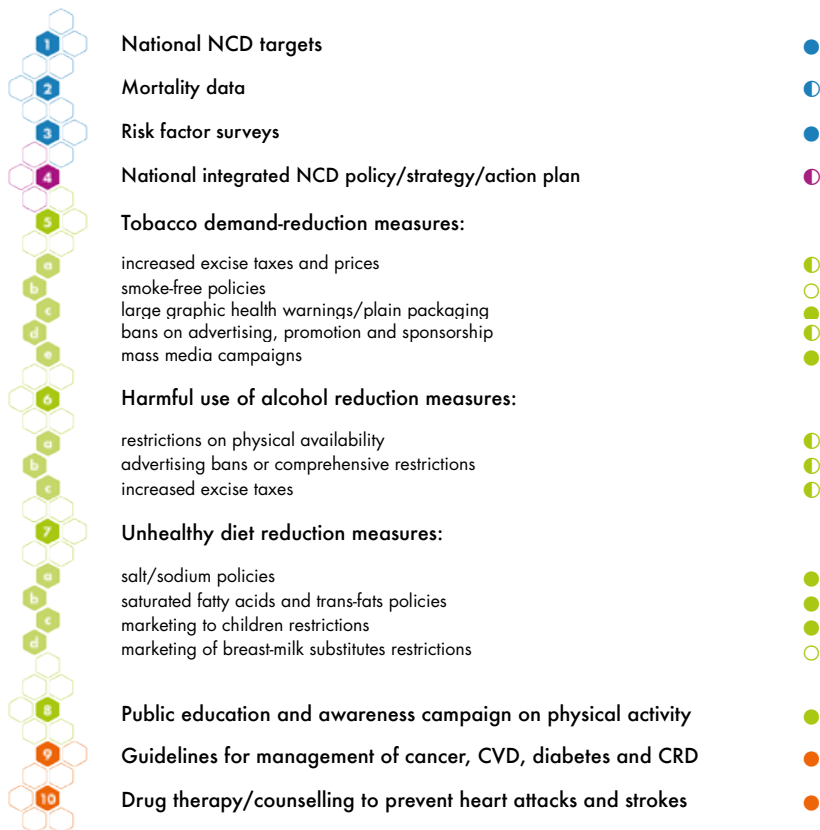 1 National NCD targets
2 Mortality data
3 Risk factor surveys
4 National integrated NCD policy/strategy/action plan
5 Tobacco demand-reduction measures:
a increased excise taxes and prices
b smoke-free policies
c large graphic health warnings/plain packaging
d bans on advertising, promotion and sponsorship
e mass media campaigns
6 Harmful use of alcohol reduction measures:
a restrictions on physical availability
b advertising bans or comprehensive restrictions
c increased excise taxes
7 Unhealthy diet reduction measures:
a salt/sodium policies
b saturated fatty acids and trans-fats policies
c marketing to children restrictions
d marketing of breast-milk substitutes restrictions
8 Public education and awareness campaign on physical activity
9 Guidelines for management of cancer, CVD, diabetes and CRD
10 Drug therapy/counselling to prevent heart attacks and strokes